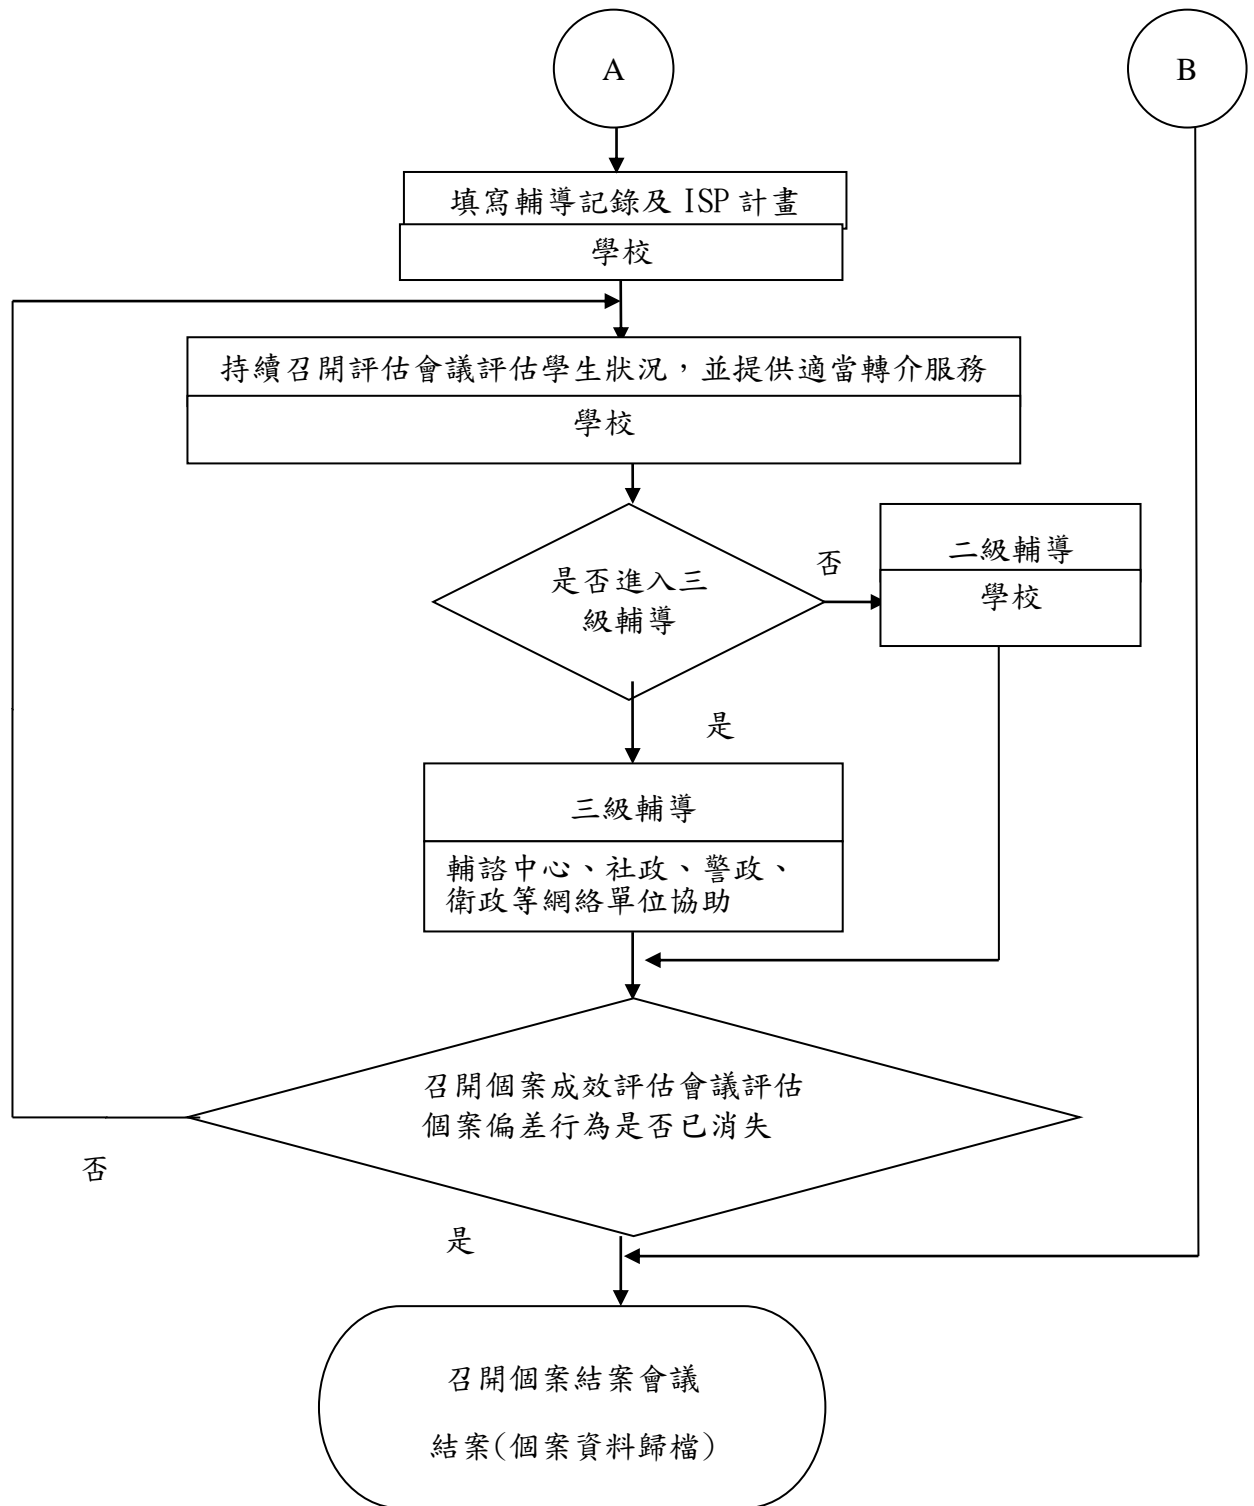 A
B
填寫輔導記錄及 ISP 計畫
學校
持續召開評估會議評估學生狀況，並提供適當轉介服務
學校
是否進入三
級輔導
否
二級輔導
學校
是
三級輔導
輔諮中心、社政、警政、
衛政等網絡單位協助
召開個案成效評估會議評估
個案偏差行為是否已消失
否
是
召開個案結案會議
結案(個案資料歸檔)